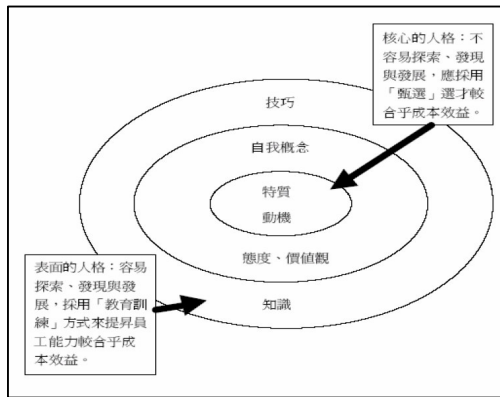 核心的人格：不
容易探索、發現
與發展，應採用
「甄選」選才較
合乎成本效益。
技巧
自我概念
特質
動機
態度、價值觀
知識
表面的人格：容易
探索、發現與發
展，採用「教育訓
練」方式來提昇員
工能力較合乎成
本效益。